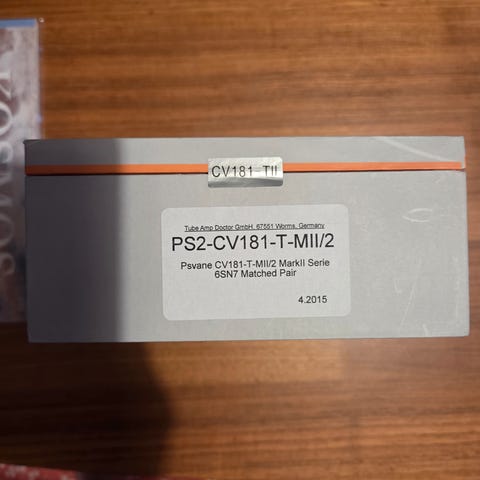 KOSMOS
CV181-TII
Tube Amp Doctor GmbH, 67551 Worms, Germany
PS2-CV181-T-MII/2
Psvane CV181-T-MII/2 MarkII Serie
6SN7 Matched Pair
4.2015